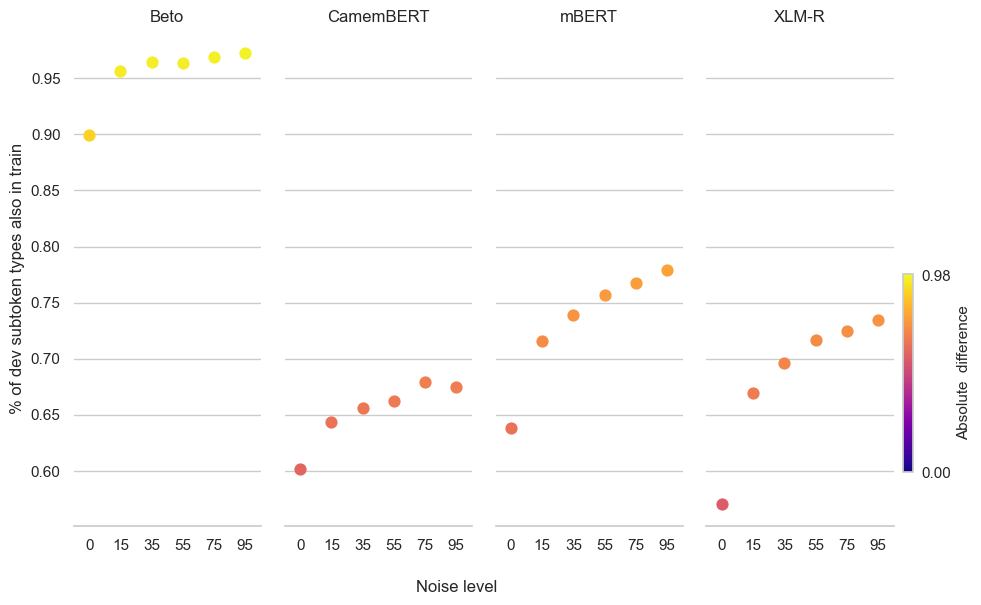 Beto CamemBERT mBERT XLM-R
% of dev subtoken types also in train
0.95
0.90
0.85
0.80
0.75
0.70
0.65
0.60
0 15 35 55 75 95
0 15 35 55 75 95
0 15 35 55 75 95
0 15 35 55 75 95
Noise level
0.98
0.00
Absolute difference